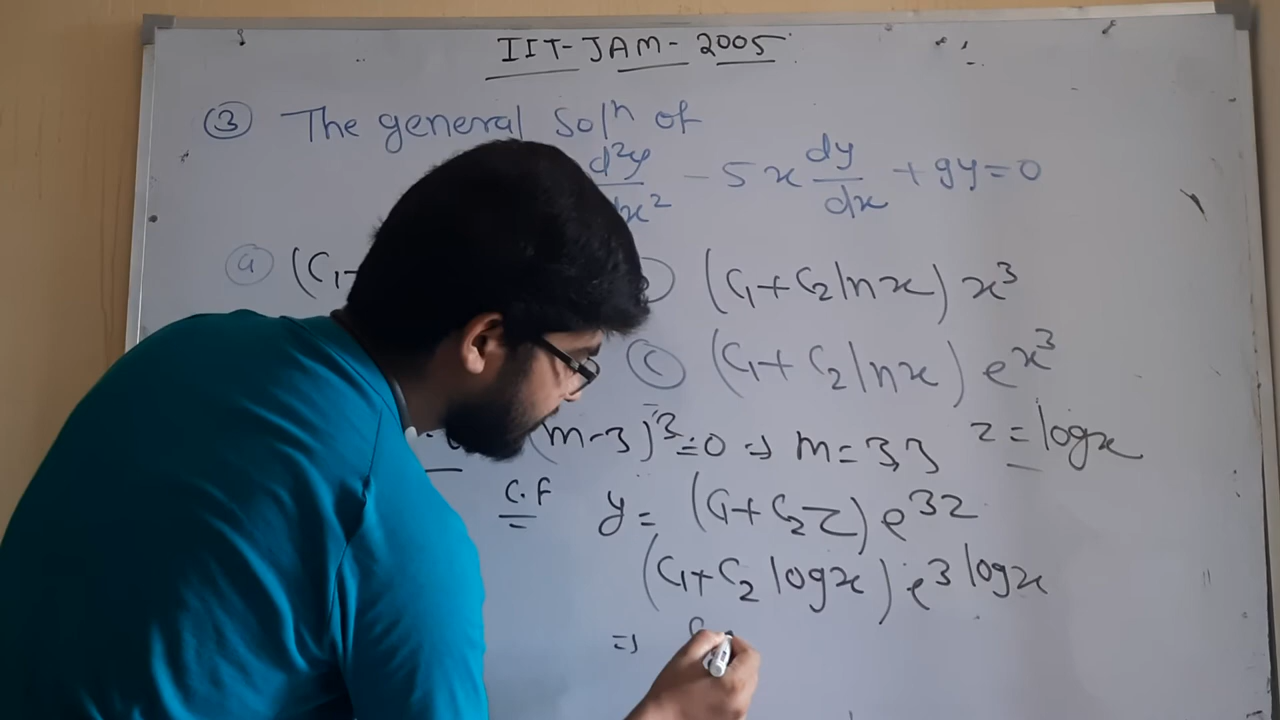 IIT-JAM-2005
③ The general Solⁿ of
d²y/dx² - 5x dy/dx + 9y = 0
(a) (C₁+
(C₁+C₂lnx) x³
(c) (C₁+C₂lnx) e^x³
(m-3)³=0 ⇒ m=3,3 z=logx
C.F y= (C₁+C₂z) e^3z
(C₁+C₂ logx) e^3 logx
⇒